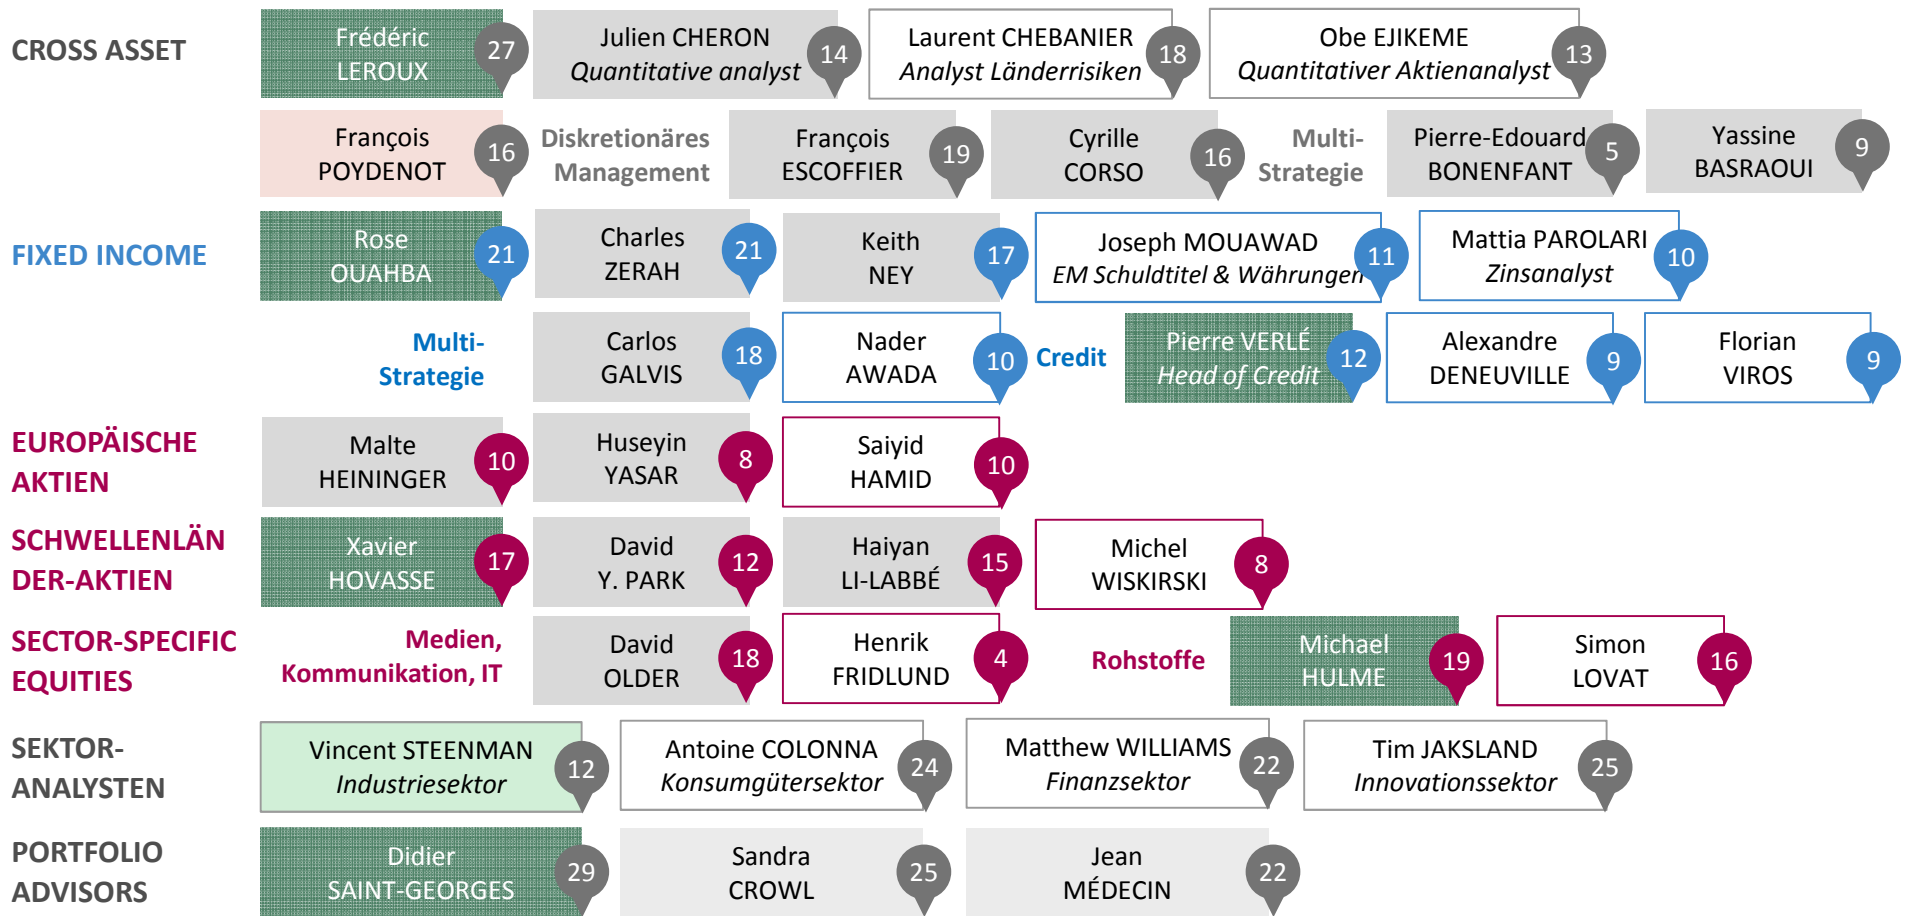 CROSS ASSET
Frédéric
LEROUX
27
Julien CHERON
Quantitative analyst
14
Laurent CHEBANIER
Analyst Länderrisiken
18
Obe EJIKEME
Quantitativer Aktienanalyst
13
François
POYDENOT
16
Diskretionäres
Management
François
ESCOFFIER
19
Cyrille
CORSO
16
Multi-
Strategie
Pierre-Edouard
BONENFANT
5
Yassine
BASRAOUI
9
FIXED INCOME
Rose
OUAHBA
21
Charles
ZERAH
21
Keith
NEY
17
Joseph MOUAWAD
EM Schuldtitel & Währungen
11
Mattia PAROLARI
Zinsanalyst
10
Multi-
Strategie
Carlos
GALVIS
18
Nader
AWADA
10
Credit
Pierre VERLÉ
Head of Credit
12
Alexandre
DENEUVILLE
9
Florian
VIROS
9
EUROPÄISCHE
AKTIEN
Malte
HEININGER
10
Huseyin
YASAR
8
Saiyid
HAMID
10
SCHWELLENLÄN
DER-AKTIEN
Xavier
HOVASSE
17
David
Y. PARK
12
Haiyan
LI-LABBÉ
15
Michel
WISKIRSKI
8
SECTOR-SPECIFIC
EQUITIES
Medien,
Kommunikation, IT
David
OLDER
18
Henrik
FRIDLUND
4
Rohstoffe
Michael
HULME
19
Simon
LOVAT
16
SEKTOR-
ANALYSTEN
Vincent STEENMAN
Industriesektor
12
Antoine COLONNA
Konsumgütersektor
24
Matthew WILLIAMS
Finanzsektor
22
Tim JAKSLAND
Innovationssektor
25
PORTFOLIO
ADVISORS
Didier
SAINT-GEORGES
29
Sandra
CROWL
25
Jean
MÉDECIN
22